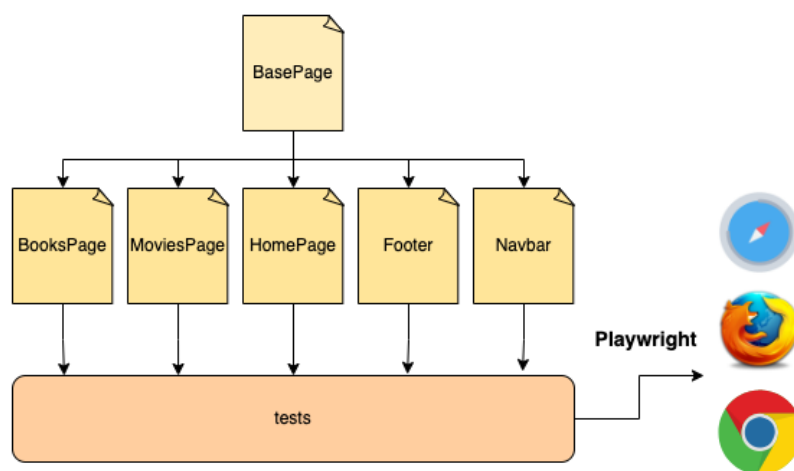 BasePage
BooksPage
MoviesPage
HomePage
Footer
Navbar
Playwright
tests